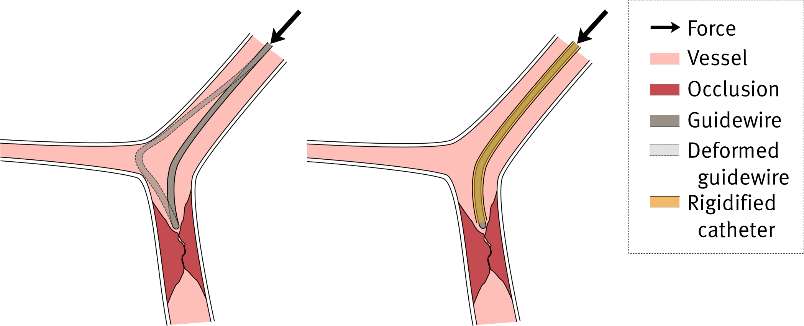 Force
Vessel
Occlusion
Guidewire
Deformed
guidewire
Rigidified
catheter